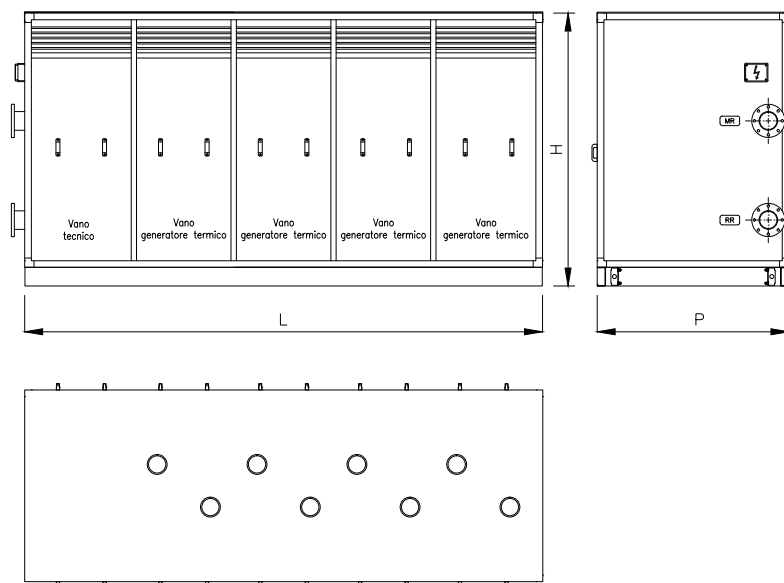 Vano
tecnico
Vano
generatore termico
Vano
generatore termico
Vano
generatore termico
Vano
generatore termico
H
MR
RR
L
P